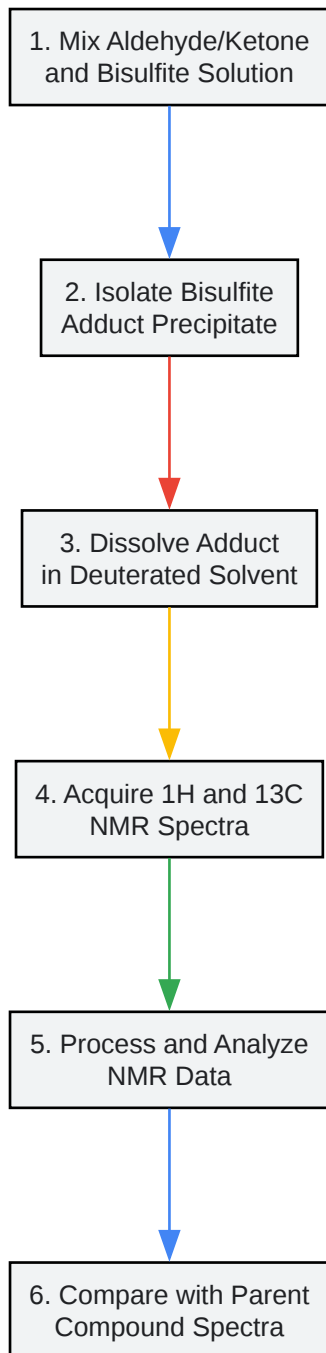 1. Mix Aldehyde/Ketone
and Bisulfite Solution
2. Isolate Bisulfite
Adduct Precipitate
3. Dissolve Adduct
in Deuterated Solvent
4. Acquire 1H and 13C
NMR Spectra
5. Process and Analyze
NMR Data
6. Compare with Parent
Compound Spectra